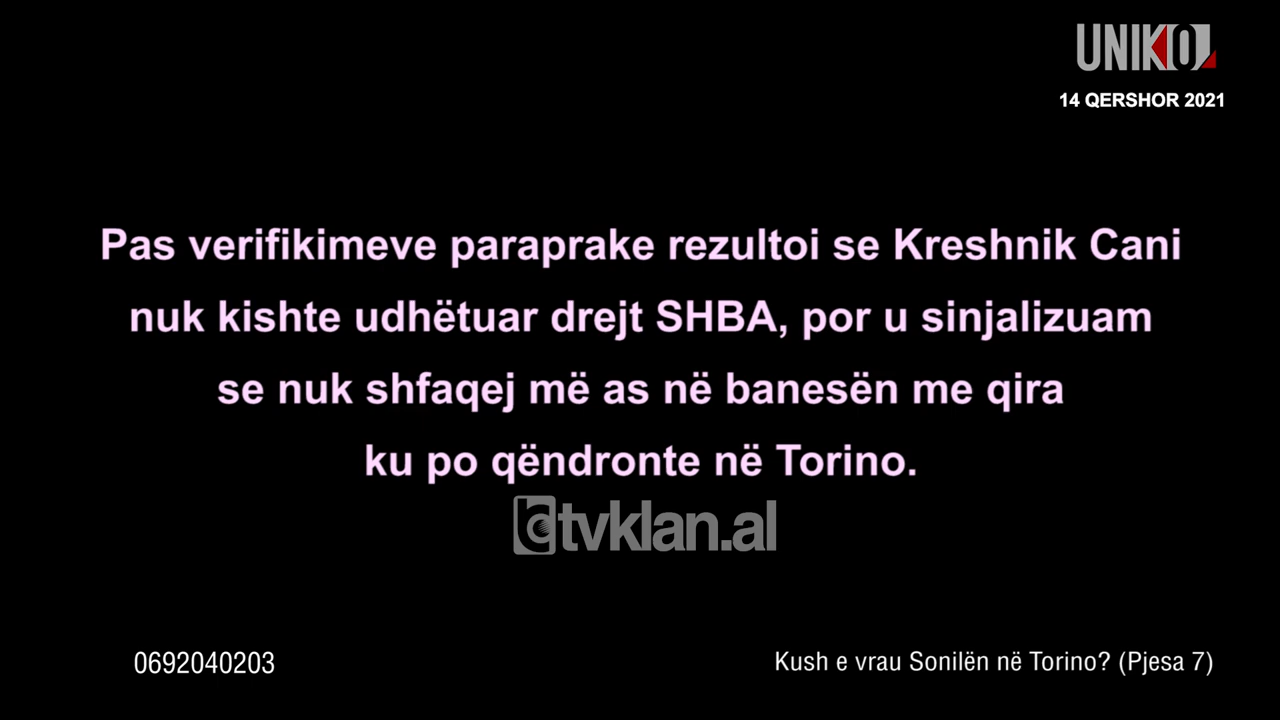 UNIKO
14 QERSHOR 2021
Pas verifikimeve paraprake rezultoi se Kreshnik Cani
nuk kishte udhëtuar drejt SHBA, por u sinjalizuam
se nuk shfaqej më as në banesën me qira
ku po qëndronte në Torino.
tvklan.al
0692040203
Kush e vrau Sonilën në Torino? (Pjesa 7)